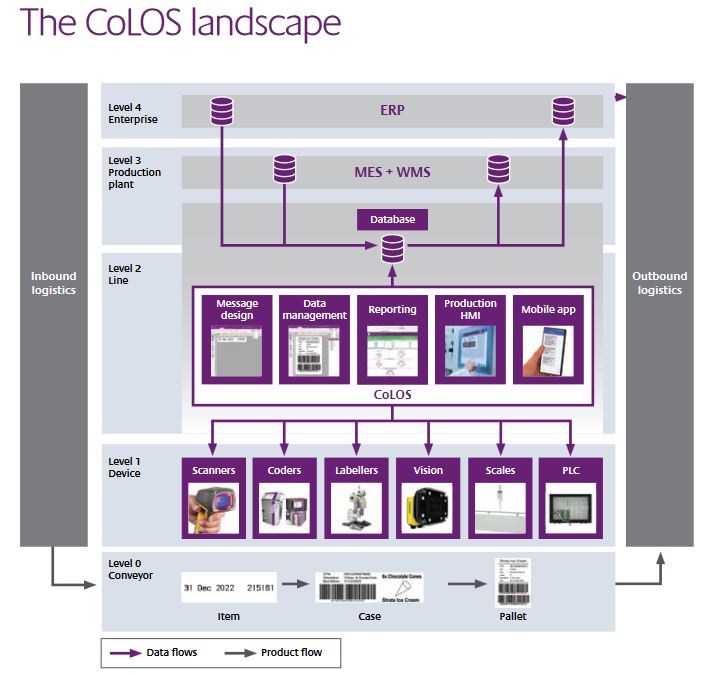 The CoLOS landscape
Level 4
Enterprise
ERP
Level 3
Production
plant
MES + WMS
Database
Inbound
logistics
Outbound
logistics
Level 2
Line
Message
design
Data
management
Reporting
Production
HMI
Mobile app
CoLOS
Level 1
Device
Scanners
Coders
Labellers
Vision
Scales
PLC
Level 0
Conveyor
31 Dec 2022 215181
6x Chocolate Cones
Strata Ice Cream
Strata Ice Cream
Item
Case
Pallet
Data flows
Product flow